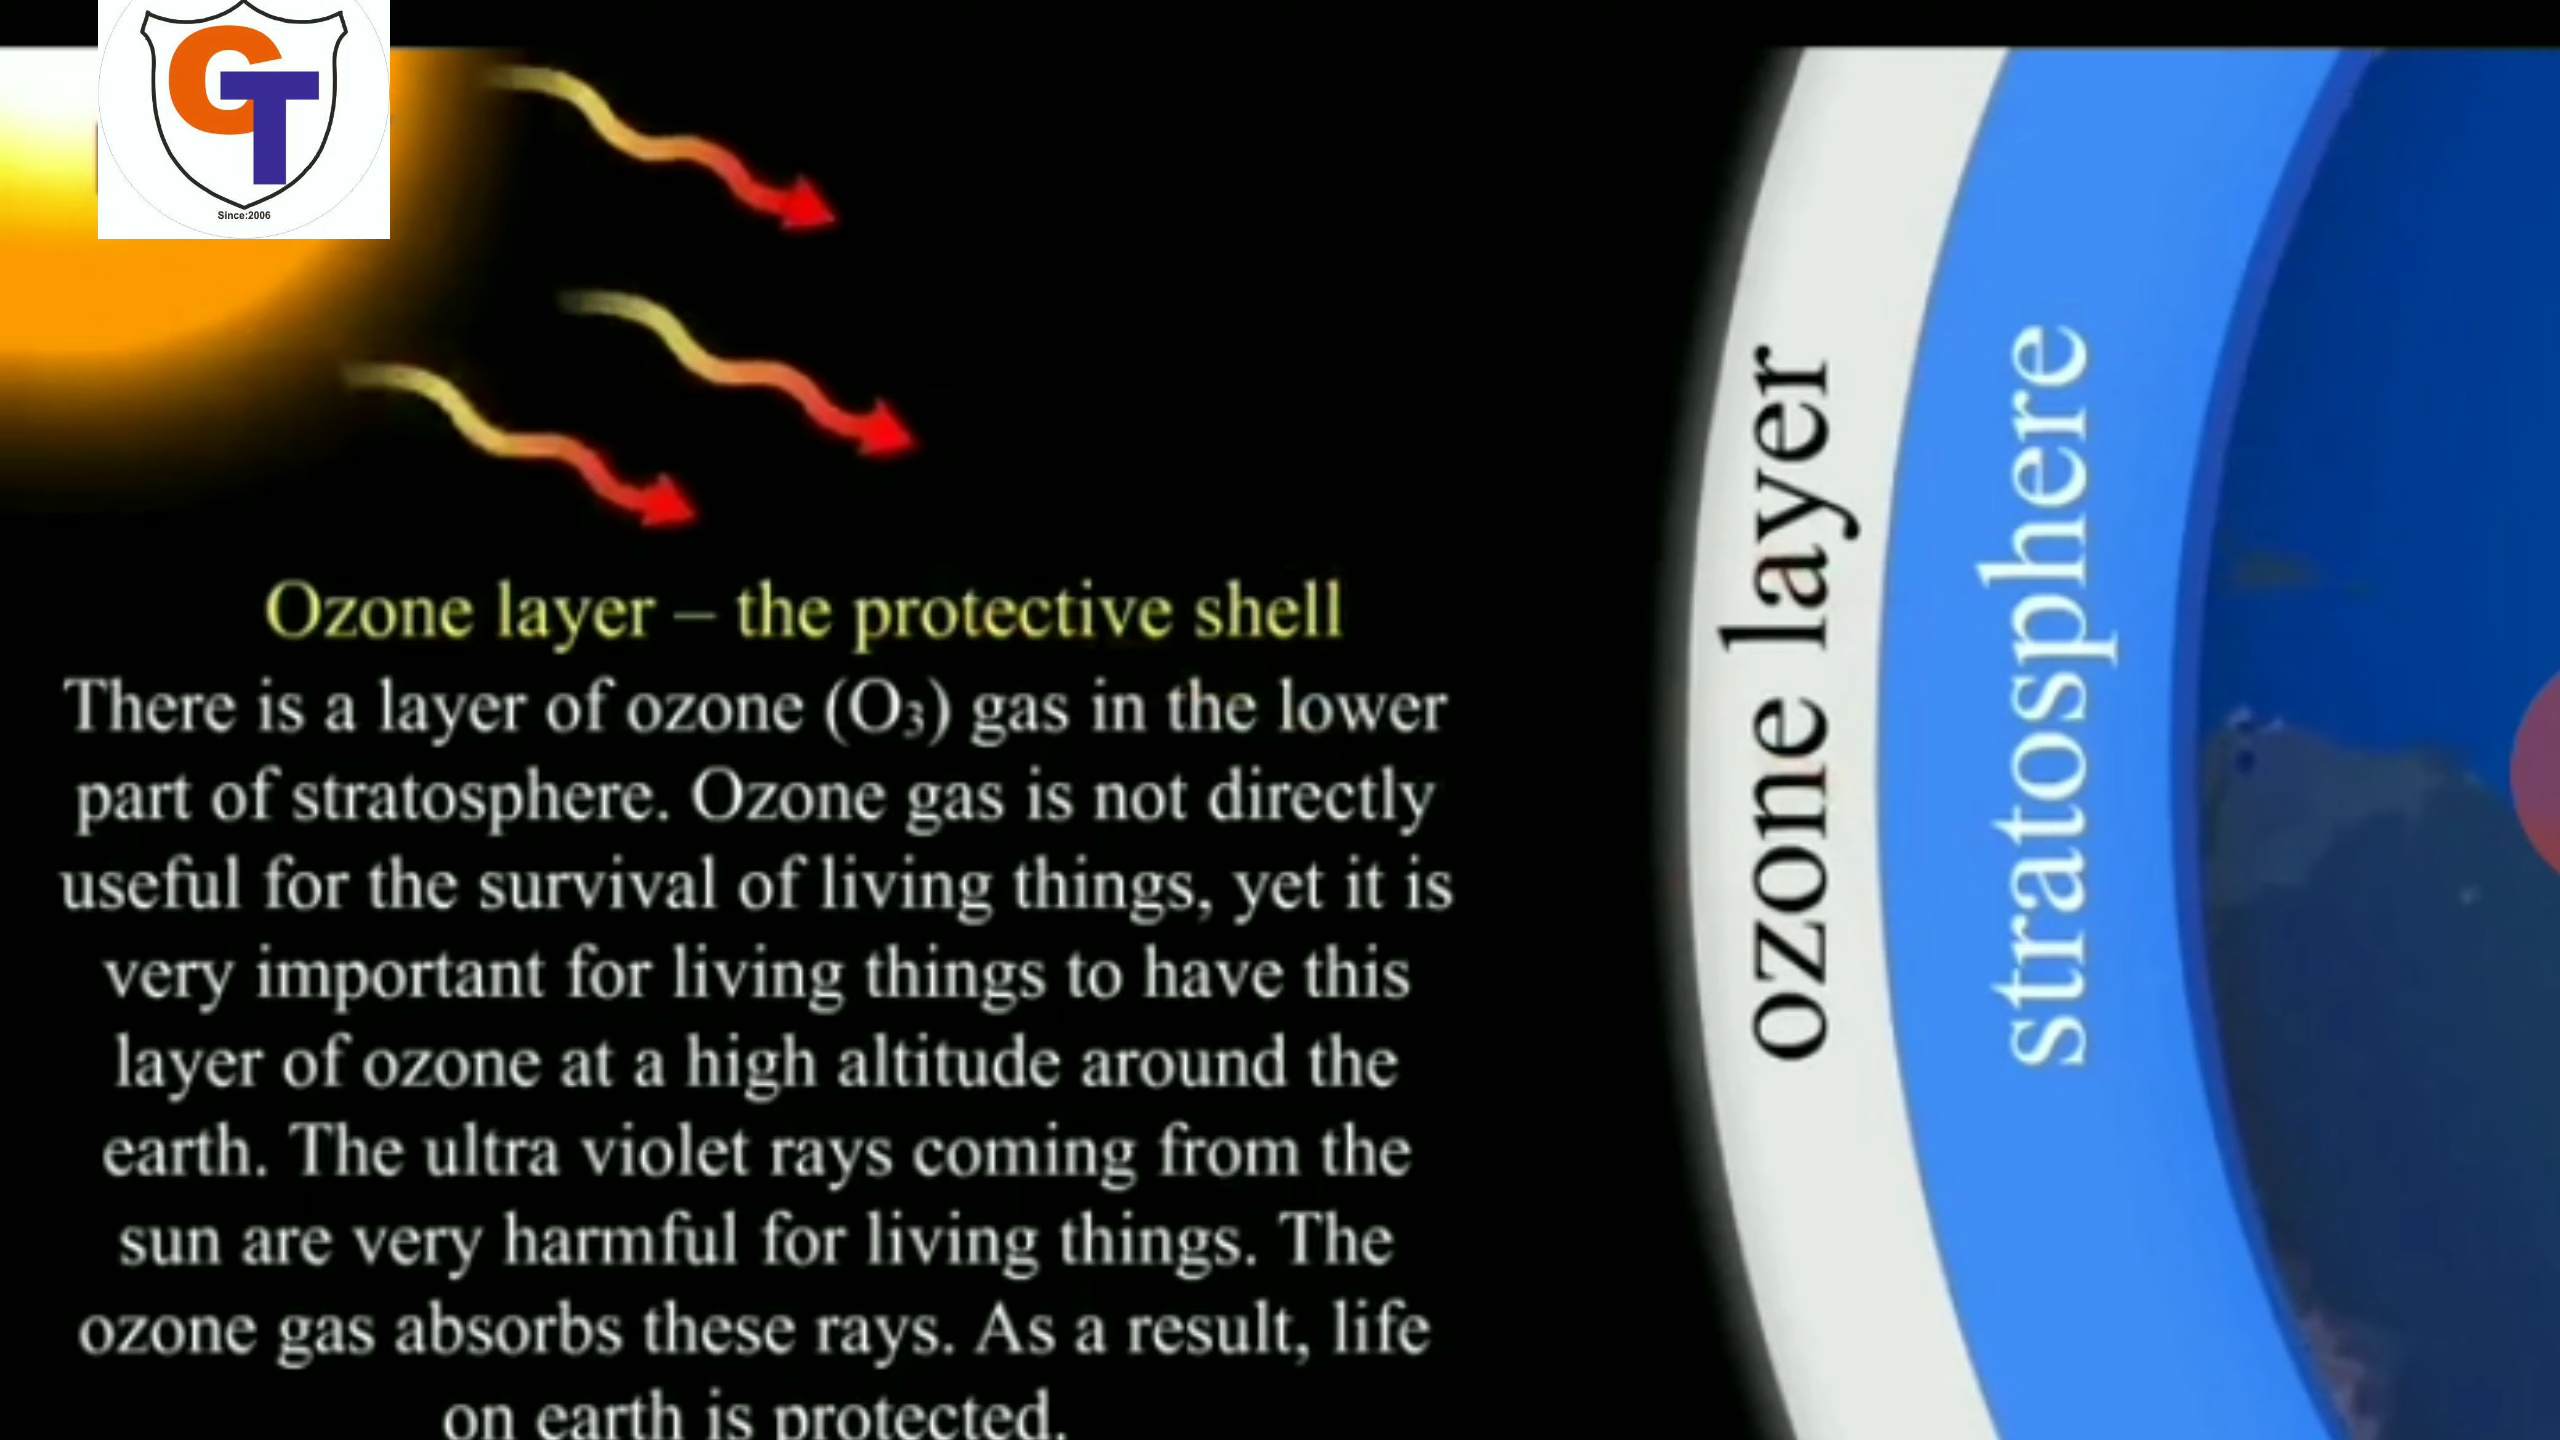 GT
Since:2006
Ozone layer – the protective shell
There is a layer of ozone (O₃) gas in the lower
part of stratosphere. Ozone gas is not directly
useful for the survival of living things, yet it is
very important for living things to have this
layer of ozone at a high altitude around the
earth. The ultra violet rays coming from the
sun are very harmful for living things. The
ozone gas absorbs these rays. As a result, life
on earth is protected.
ozone layer
stratosphere